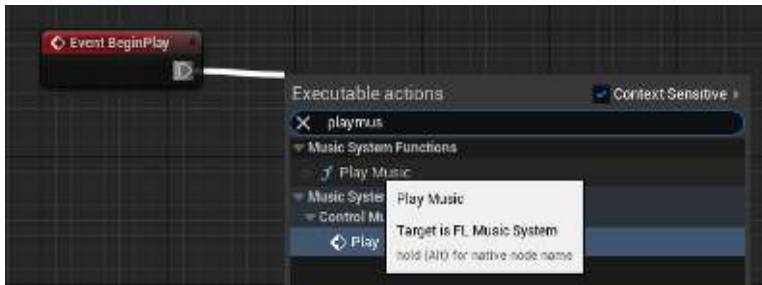 Event BeginPlay
Executable actions
Context Sensitive
playmus
Music System Functions
f Play Music
Music Syste
Play Music
Control Mu
Target is FL Music System
Play
hold (Alt) for native node name